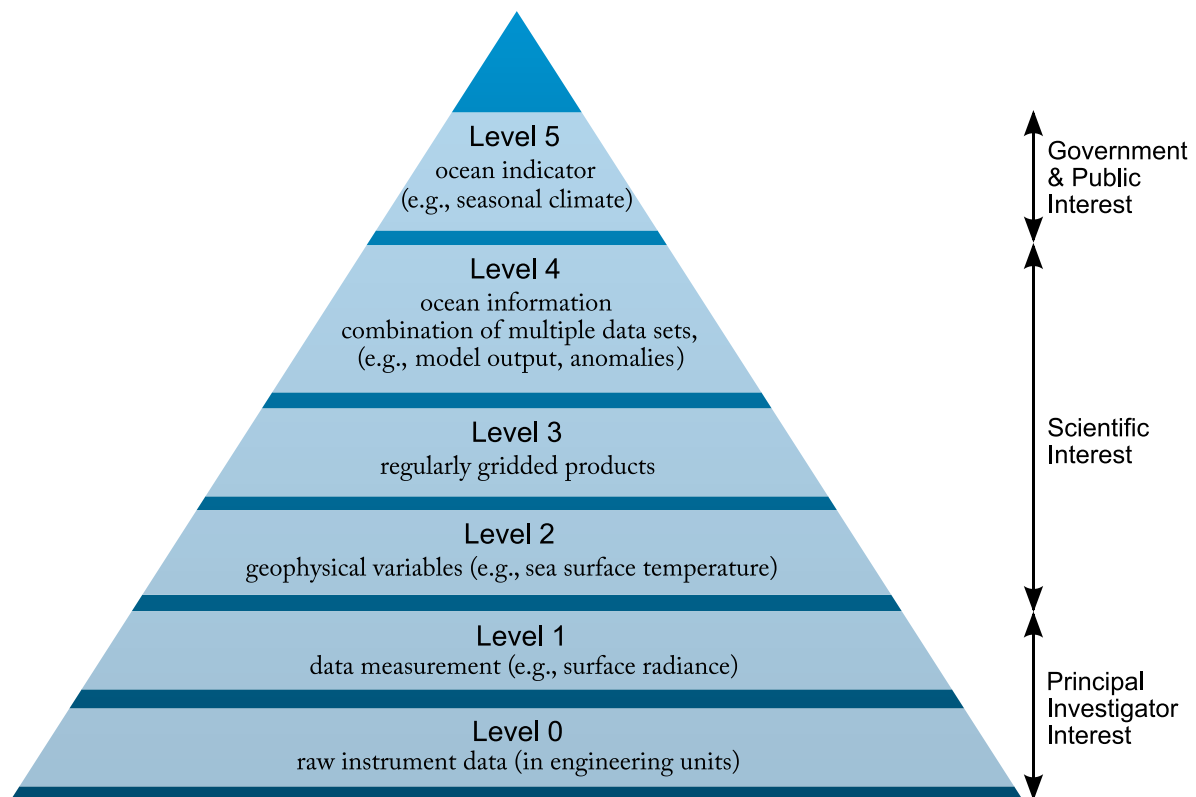 Level 5
ocean indicator
(e.g., seasonal climate)
Level 4
ocean information
combination of multiple data sets,
(e.g., model output, anomalies)
Level 3
regularly gridded products
Level 2
geophysical variables (e.g., sea surface temperature)
Level 1
data measurement (e.g., surface radiance)
Level 0
raw instrument data (in engineering units)
Government
& Public
Interest
Scientific
Interest
Principal
Investigator
Interest